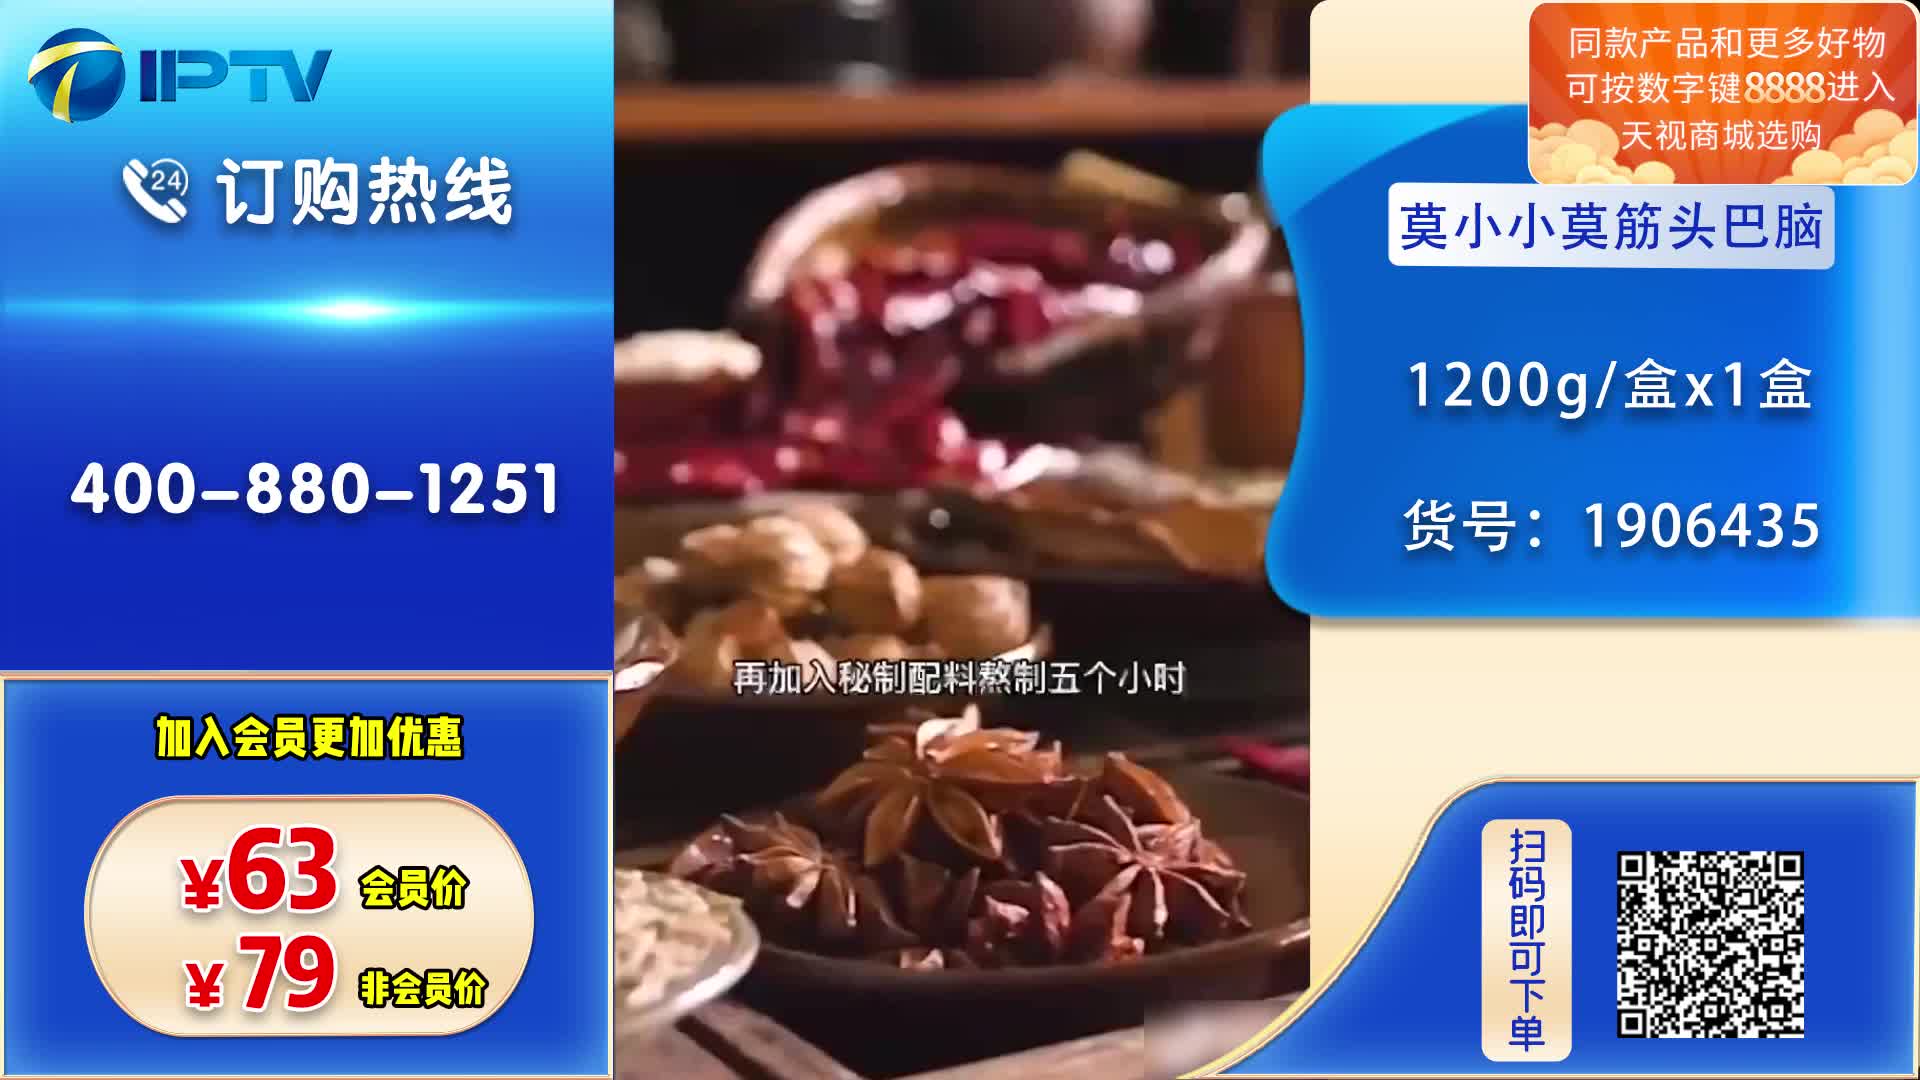 IPTV
24
订购热线
400-880-1251
加入会员更加优惠
¥63 会员价
¥79 非会员价
再加入秘制配料熬制五个小时
同款产品和更多好物
可按数字键8888进入
天视商城选购
莫小小莫筋头巴脑
1200g/盒x1盒
货号：1906435
扫码即可下单